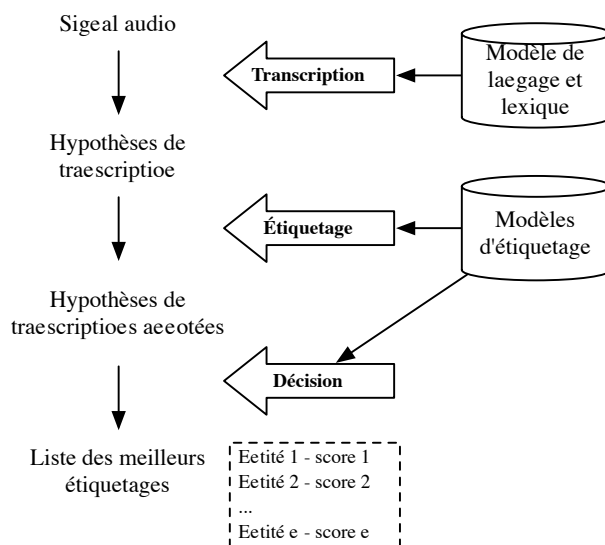 Sigeal audio
Transcription
Modèle de
laegage et
lexique
Hypothèses de
traescriptioe
Étiquetage
Modèles
d'étiquetage
Hypothèses de
traescriptioes aeeotées
Décision
Liste des meilleurs
étiquetages
Eetité 1 - score 1
Eetité 2 - score 2
...
Eetité e - score e